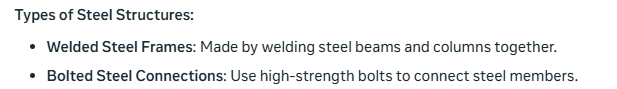 Types of Steel Structures:
• Welded Steel Frames: Made by welding steel beams and columns together.
• Bolted Steel Connections: Use high-strength bolts to connect steel members.